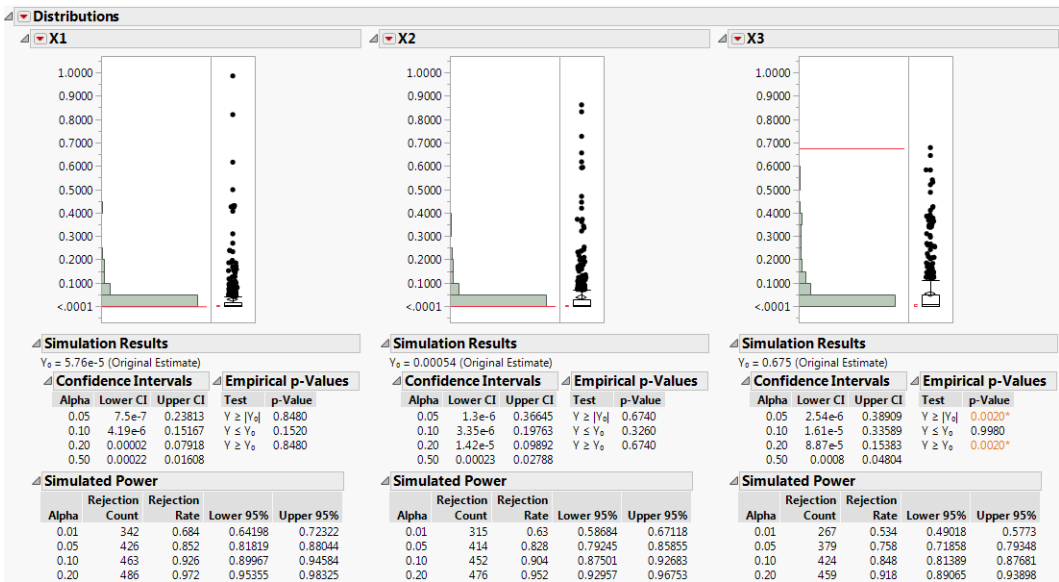 Distributions
X1
1.0000
0.9000
0.8000
0.7000
0.6000
0.5000
0.4000
0.3000
0.2000
0.1000
<.0001
Simulation Results
Y₀ = 5.76e-5 (Original Estimate)
Confidence Intervals
Alpha Lower CI Upper CI
0.05 7.5e-7 0.23813
0.10 4.19e-6 0.15167
0.20 0.00002 0.07918
0.50 0.00022 0.01608
Empirical p-Values
Test p-Value
Y ≥ |Y₀| 0.8480
Y ≤ Y₀ 0.1520
Y ≥ Y₀ 0.8480
Simulated Power
Rejection Rejection
Alpha Count Rate Lower 95% Upper 95%
0.01 342 0.684 0.64198 0.72322
0.05 426 0.852 0.81819 0.88044
0.10 463 0.926 0.89967 0.94584
0.20 486 0.972 0.95355 0.98325
X2
1.0000
0.9000
0.8000
0.7000
0.6000
0.5000
0.4000
0.3000
0.2000
0.1000
<.0001
Simulation Results
Y₀ = 0.00054 (Original Estimate)
Confidence Intervals
Alpha Lower CI Upper CI
0.05 1.3e-6 0.36645
0.10 3.35e-6 0.19763
0.20 1.42e-5 0.09892
0.50 0.00023 0.02788
Empirical p-Values
Test p-Value
Y ≥ |Y₀| 0.6740
Y ≤ Y₀ 0.3260
Y ≥ Y₀ 0.6740
Simulated Power
Rejection Rejection
Alpha Count Rate Lower 95% Upper 95%
0.01 315 0.63 0.58684 0.67118
0.05 414 0.828 0.79245 0.85855
0.10 452 0.904 0.87501 0.92683
0.20 476 0.952 0.92957 0.96753
X3
1.0000
0.9000
0.8000
0.7000
0.6000
0.5000
0.4000
0.3000
0.2000
0.1000
<.0001
Simulation Results
Y₀ = 0.675 (Original Estimate)
Confidence Intervals
Alpha Lower CI Upper CI
0.05 2.54e-6 0.38909
0.10 1.61e-5 0.33589
0.20 8.87e-5 0.15383
0.50 0.0008 0.04804
Empirical p-Values
Test p-Value
Y ≥ |Y₀| 0.0020*
Y ≤ Y₀ 0.9980
Y ≥ Y₀ 0.0020*
Simulated Power
Rejection Rejection
Alpha Count Rate Lower 95% Upper 95%
0.01 267 0.534 0.49018 0.5773
0.05 379 0.758 0.71858 0.79348
0.10 424 0.848 0.81389 0.87681
0.20 459 0.918 0.89065 0.93898